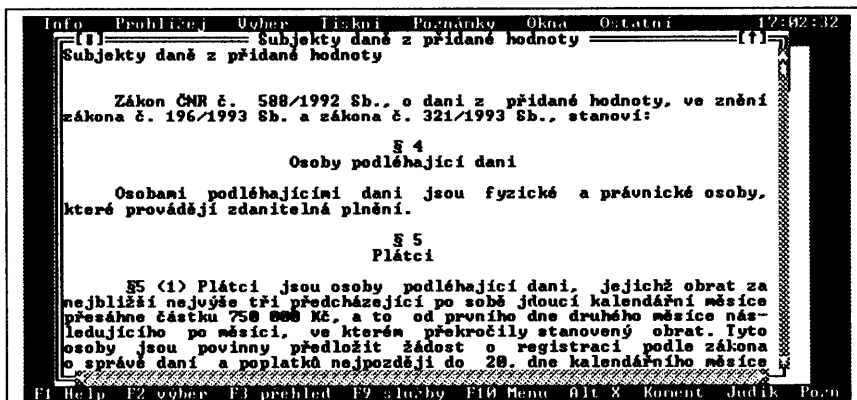 Info Prohlížej Výber Tiskni Poznámky Okna Ostatní 17:02:32
[■] Subjekty daně z přidané hodnoty [↑]
Subjekty daně z přidané hodnoty
Zákon ČNR č. 588/1992 Sb., o dani z přidané hodnoty, ve znění
zákona č. 196/1993 Sb. a zákona č. 321/1993 Sb., stanoví:
§ 4
Osoby podléhající dani
Osobami podléhajícími dani jsou fyzické a právnické osoby,
které provádějí zdanitelná plnění.
§ 5
Plátci
§5 (1) Plátci jsou osoby podléhající dani, jejichž obrat za
nejbližší nejvýše tři předcházející po sobě jdoucí kalendářní měsíce
přesáhne částku 750 000 Kč, a to od prvního dne druhého měsíce nás-
ledujícího po měsíci, ve kterém překročily stanovený obrat. Tyto
osoby jsou povinny předložit žádost o registraci podle zákona
o správě daní a poplatků nejpozději do 20. dne kalendářního měsíce
F1 Help F2 výběr F3 přehled F9 služby F10 Menu Alt X Koment Judik Pozn